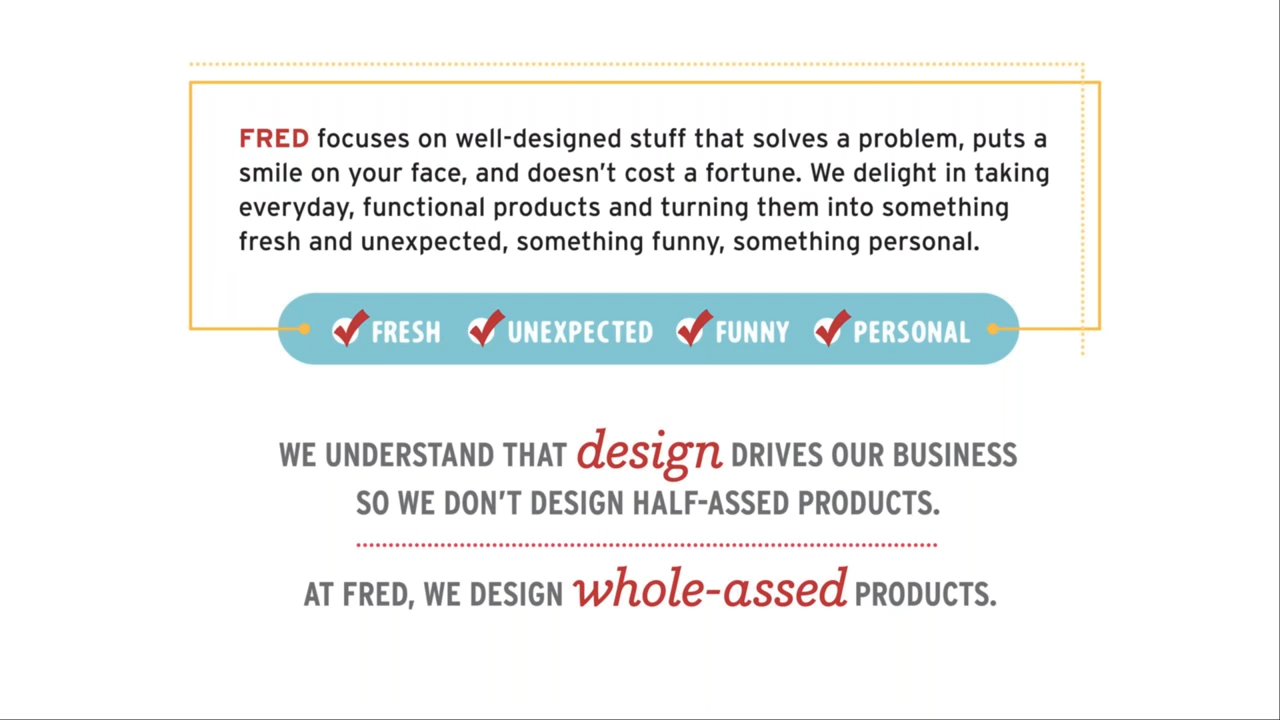 FRED focuses on well-designed stuff that solves a problem, puts a
smile on your face, and doesn't cost a fortune. We delight in taking
everyday, functional products and turning them into something
fresh and unexpected, something funny, something personal.
FRESH UNEXPECTED FUNNY PERSONAL
WE UNDERSTAND THAT design DRIVES OUR BUSINESS
SO WE DON'T DESIGN HALF-ASSED PRODUCTS.
AT FRED, WE DESIGN whole-assed PRODUCTS.